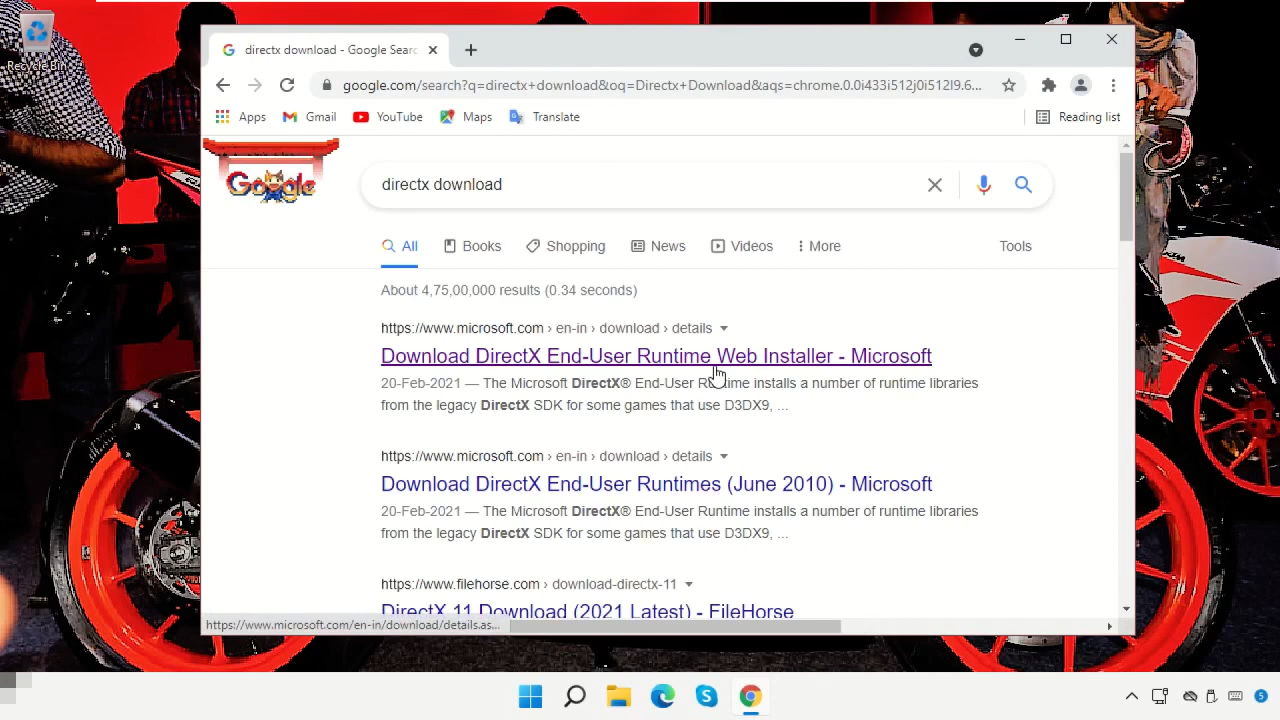 Recycle Bin
directx download - Google Searc
google.com/search?q=directx+download&oq=Directx+Download&aqs=chrome.0.0i433i512j0i512l9.6...
Apps
Gmail
YouTube
Maps
Translate
Reading list
Google
directx download
All
Books
Shopping
News
Videos
More
Tools
About 4,75,00,000 results (0.34 seconds)
https://www.microsoft.com › en-in › download › details
Download DirectX End-User Runtime Web Installer - Microsoft
20-Feb-2021 — The Microsoft DirectX® End-User Runtime installs a number of runtime libraries
from the legacy DirectX SDK for some games that use D3DX9, ...
https://www.microsoft.com › en-in › download › details
Download DirectX End-User Runtimes (June 2010) - Microsoft
20-Feb-2021 — The Microsoft DirectX® End-User Runtime installs a number of runtime libraries
from the legacy DirectX SDK for some games that use D3DX9, ...
https://www.filehorse.com › download-directx-11
DirectX 11 Download (2021 Latest) - FileHorse
https://www.microsoft.com/en-in/download/details.as...
5